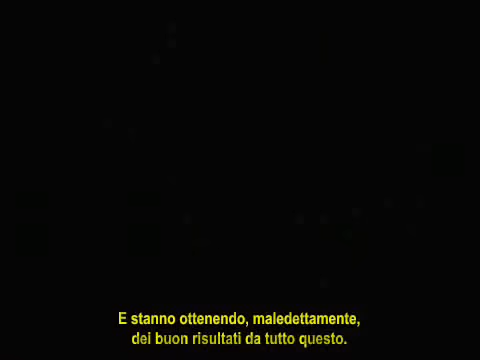 E stanno ottenendo, maledettamente,
dei buon risultati da tutto questo.